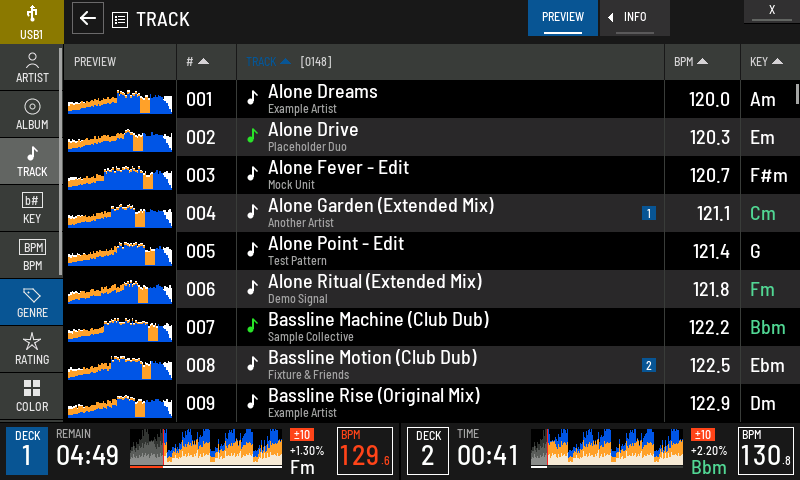 USB1
TRACK
PREVIEW
INFO
X
ARTIST
ALBUM
TRACK
b#
KEY
BPM
BPM
GENRE
RATING
COLOR
PREVIEW # TRACK [0148] BPM KEY
001 Alone Dreams 120.0 Am
Example Artist
002 Alone Drive 120.3 Em
Placeholder Duo
003 Alone Fever - Edit 120.7 F#m
Mock Unit
004 Alone Garden (Extended Mix) 1 121.1 Cm
Another Artist
005 Alone Point - Edit 121.4 G
Test Pattern
006 Alone Ritual (Extended Mix) 121.8 Fm
Demo Signal
007 Bassline Machine (Club Dub) 122.2 Bbm
Sample Collective
008 Bassline Motion (Club Dub) 2 122.5 Ebm
Fixture & Friends
009 Bassline Rise (Original Mix) 122.9 Dm
Example Artist
DECK 1
REMAIN
04:49
±10
+1.30%
Fm
BPM
129.6
DECK 2
TIME
00:41
±10
+2.20%
Bbm
BPM
130.8